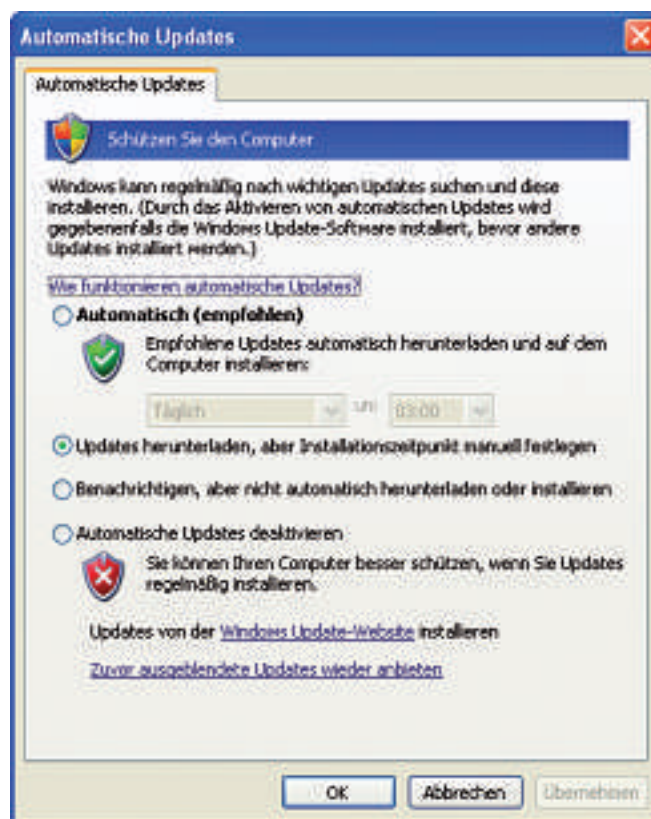 Automatische Updates
Automatische Updates
Schützen Sie den Computer
Windows kann regelmäßig nach wichtigen Updates suchen und diese
installieren. (Durch das Aktivieren von automatischen Updates wird
gegebenenfalls die Windows Update-Software installiert, bevor andere
Updates installiert werden.)
Wie funktionieren automatische Updates?
Automatisch (empfohlen)
Empfohlene Updates automatisch herunterladen und auf dem
Computer installieren:
Täglich um 03:00
Updates herunterladen, aber Installationszeitpunkt manuell festlegen
Benachrichtigen, aber nicht automatisch herunterladen oder installieren
Automatische Updates deaktivieren
Sie können Ihren Computer besser schützen, wenn Sie Updates
regelmäßig installieren.
Updates von der Windows Update-Website installieren
Zuvor ausgeblendete Updates wieder anbieten
OK Abbrechen Übernehmen